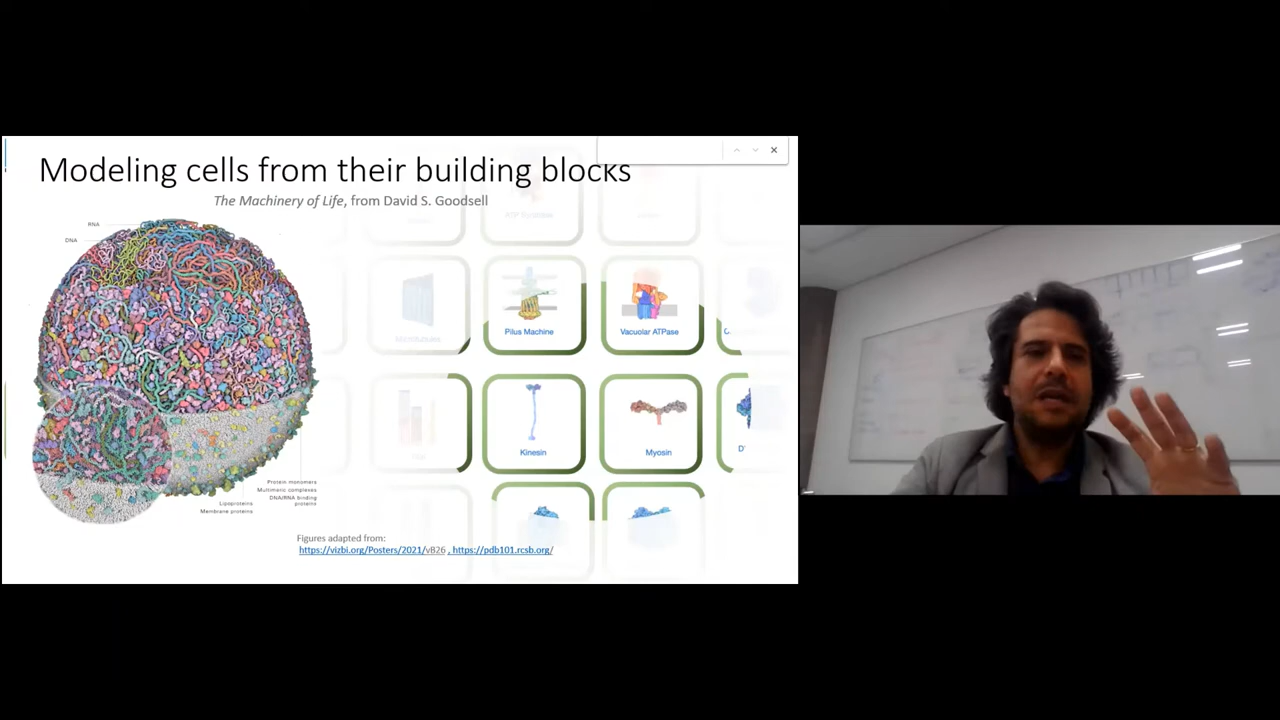 Modeling cells from their building blocks
The Machinery of Life, from David S. Goodsell
RNA
DNA
Protein monomers
Multimeric complexes
DNA/RNA binding
proteins
Lipoproteins
Membrane proteins
Microtubules
Pilus Machine
Vacuolar ATPase
Kinesin
Myosin
Figures adapted from:
https://vizbi.org/Posters/2021/vB26 , https://pdb101.rcsb.org/